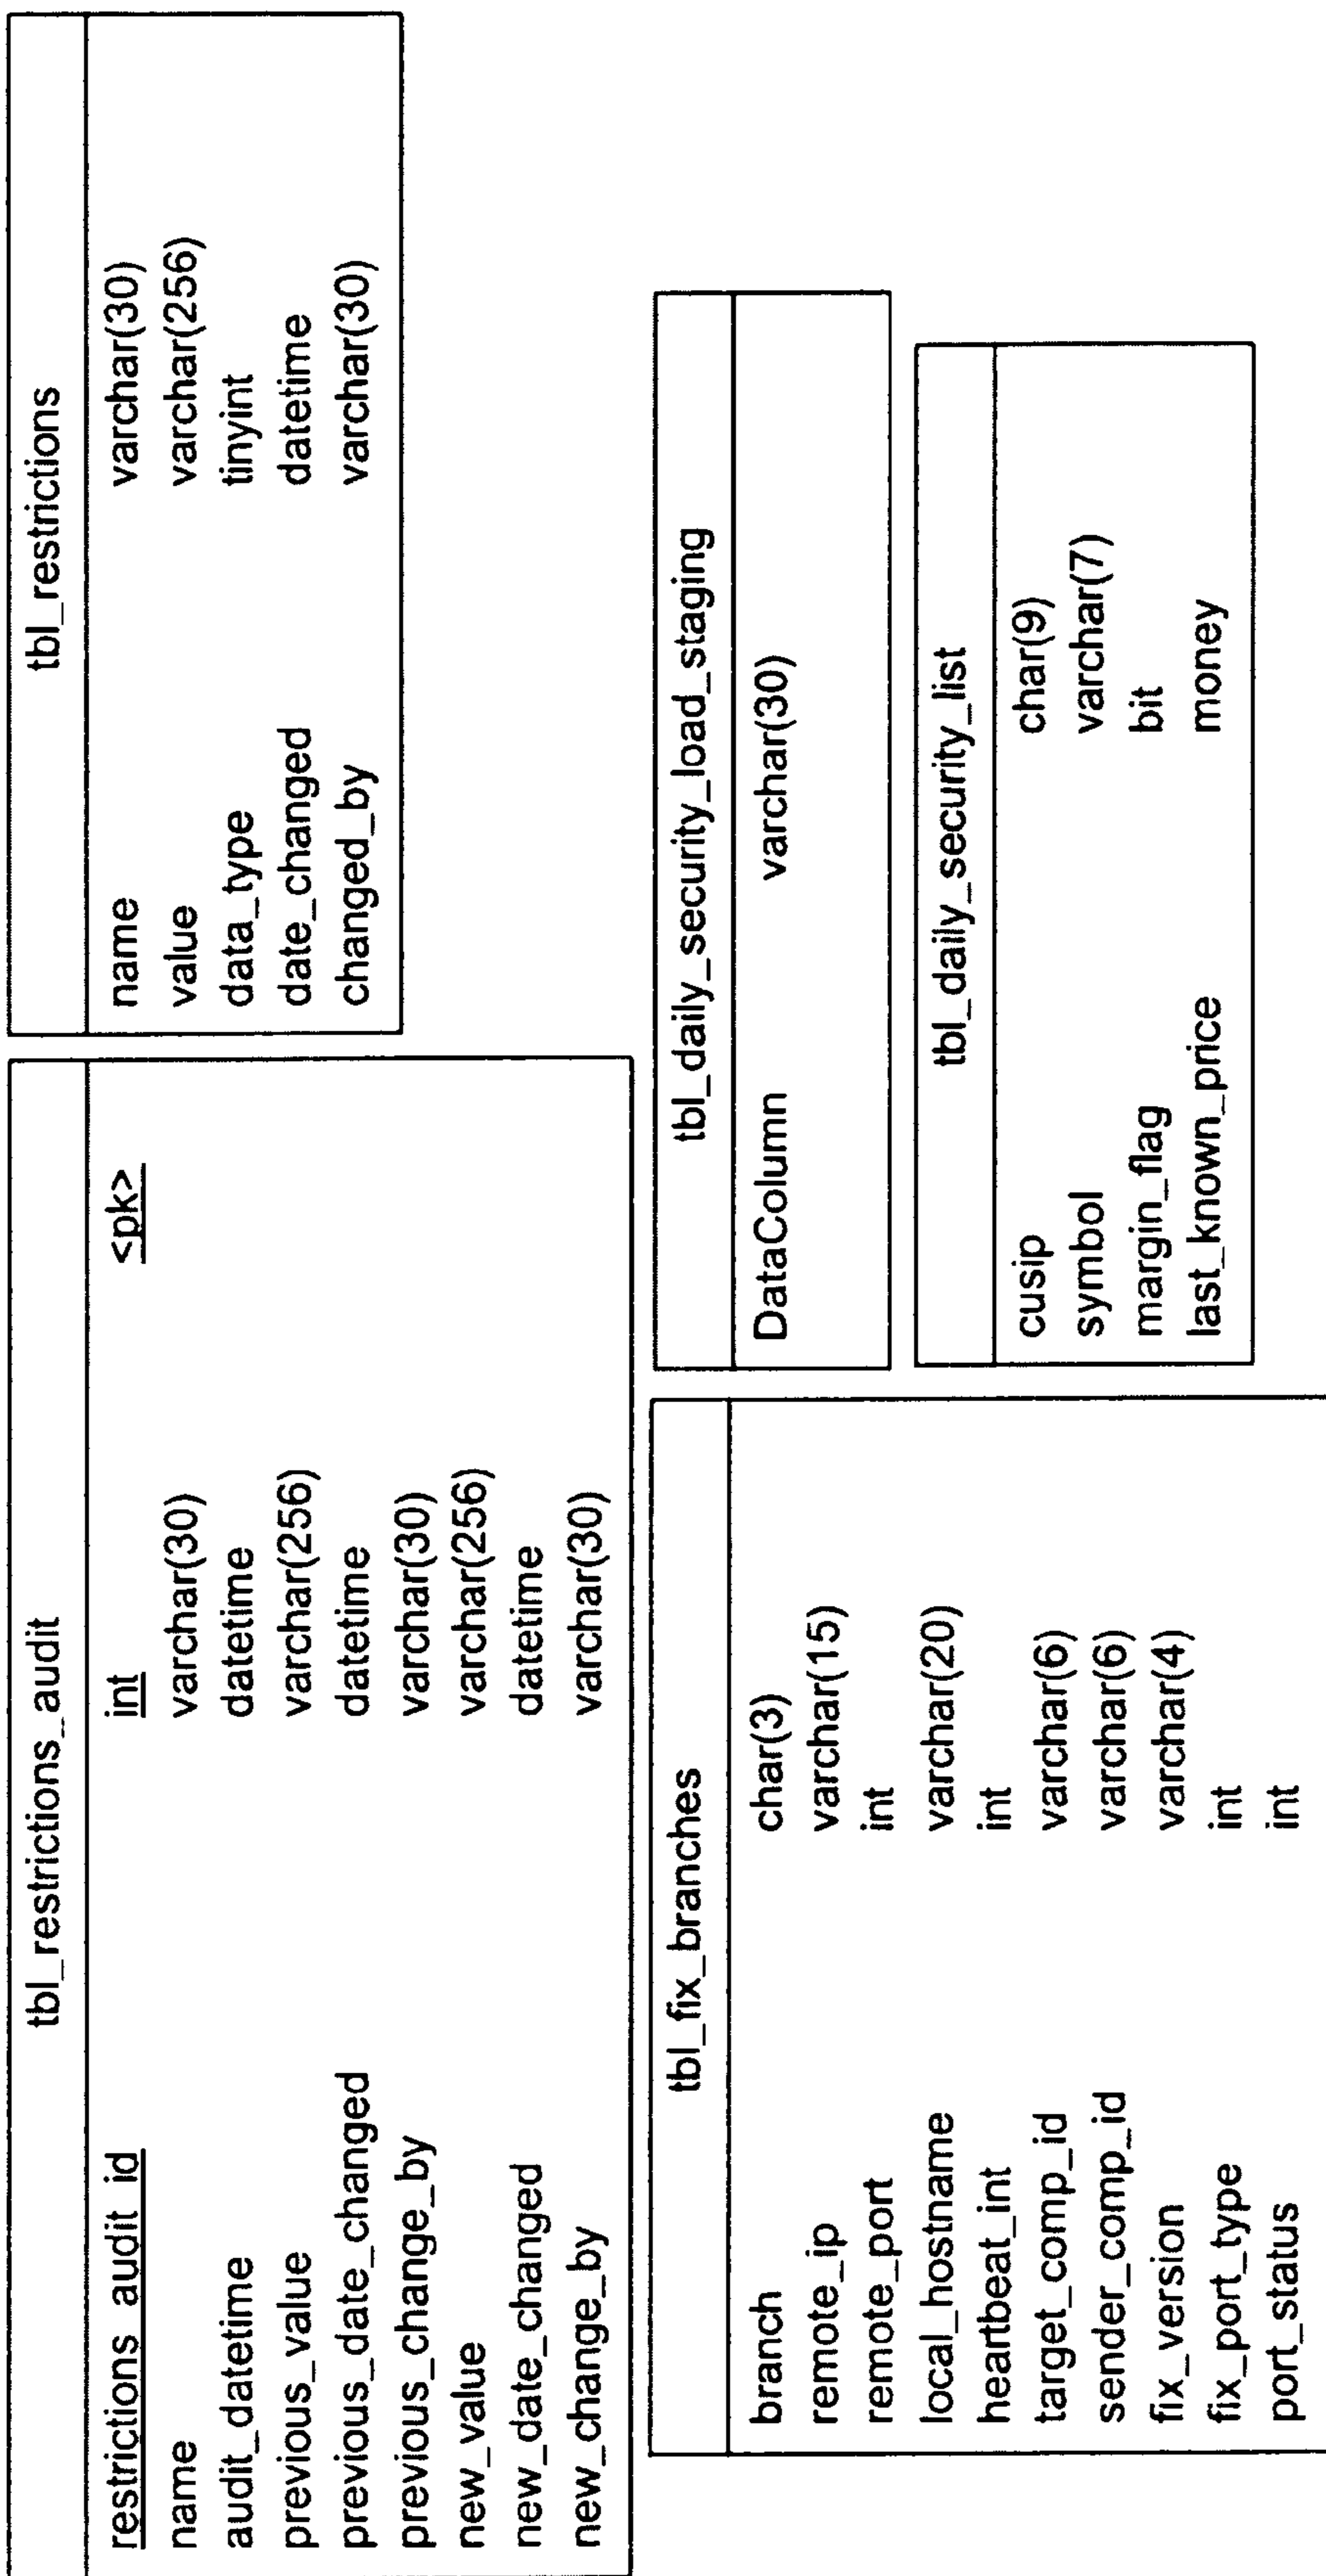 tbl_restrictions_audit
restrictions_audit_id int <pk>
name varchar(30)
audit_datetime datetime
previous_value varchar(256)
previous_date_changed datetime
previous_change_by varchar(30)
new_value varchar(256)
new_date_changed datetime
new_change_by varchar(30)
tbl_restrictions
name varchar(30)
value varchar(256)
data_type tinyint
date_changed datetime
changed_by varchar(30)
tbl_fix_branches
branch char(3)
remote_ip varchar(15)
remote_port int
local_hostname varchar(20)
heartbeat_int int
target_comp_id varchar(6)
sender_comp_id varchar(6)
fix_version varchar(4)
fix_port_type int
port_status int
tbl_daily_security_load_staging
DataColumn varchar(30)
tbl_daily_security_list
cusip char(9)
symbol varchar(7)
margin_flag bit
last_known_price money